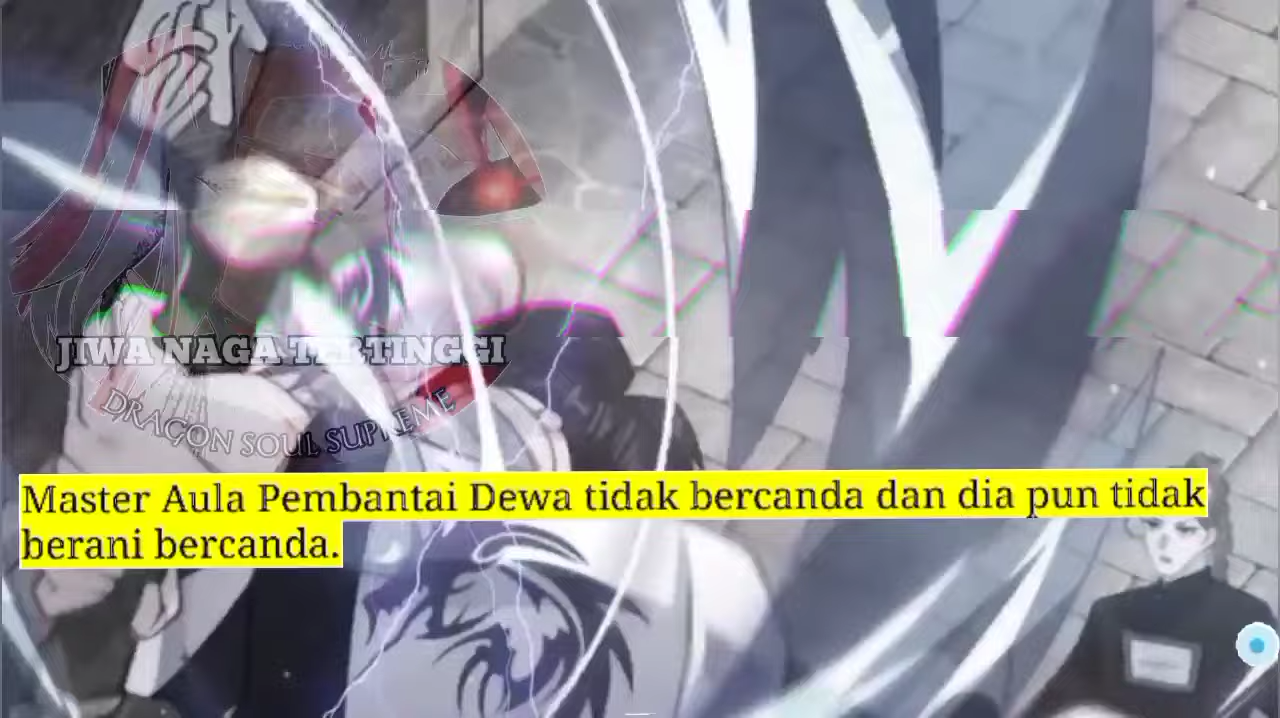 JIWA NAGA TERTINGGI
DRAGON SOUL SUPREME
Master Aula Pembantai Dewa tidak bercanda dan dia pun tidak
berani bercanda.